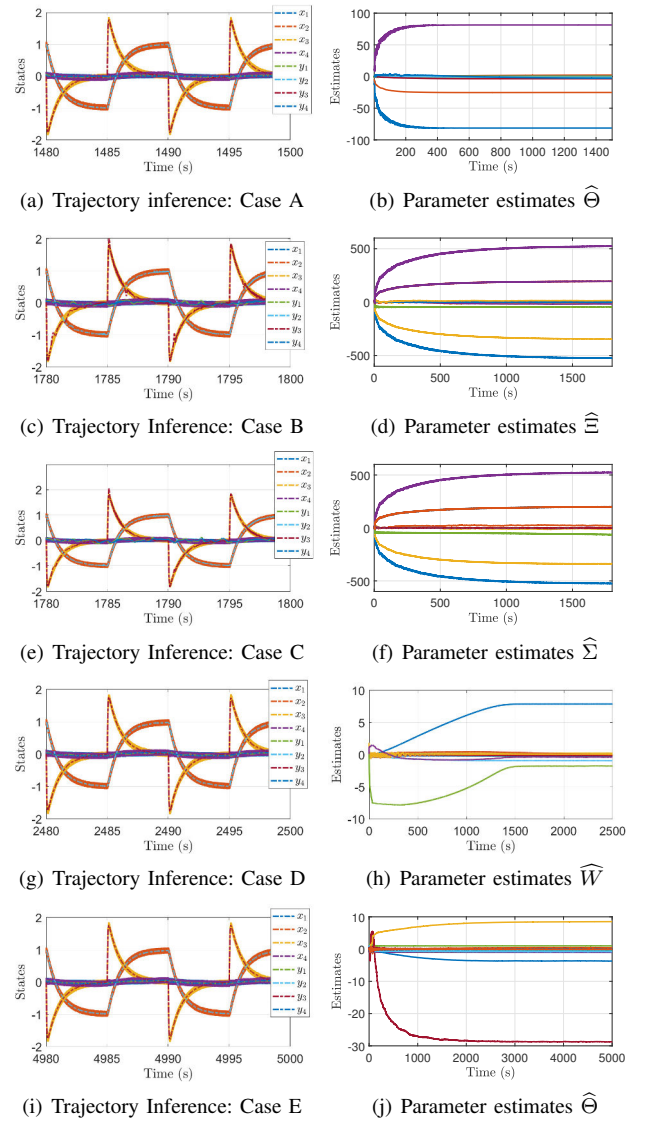 2
1
0
-1
-2
States
1480
1485
1490
1495
1500
Time (s)
x₁
x₂
x₃
x₄
y₁
y₂
y₃
y₄
100
50
0
-50
-100
Estimates
200
400
600
800
1000
1200
1400
Time (s)
(a) Trajectory inference: Case A
(b) Parameter estimates Θ̂
2
1
0
-1
-2
States
1780
1785
1790
1795
1800
Time (s)
x₁
x₂
x₃
x₄
y₁
y₂
y₃
y₄
500
0
-500
Estimates
0
500
1000
1500
Time (s)
(c) Trajectory Inference: Case B
(d) Parameter estimates Ξ̂
2
1
0
-1
-2
States
1780
1785
1790
1795
1800
Time (s)
x₁
x₂
x₃
x₄
y₁
y₂
y₃
y₄
500
0
-500
Estimates
0
500
1000
1500
Time (s)
(e) Trajectory Inference: Case C
(f) Parameter estimates Σ̂
2
1
0
-1
-2
States
2480
2485
2490
2495
2500
Time (s)
x₁
x₂
x₃
x₄
y₁
y₂
y₃
y₄
10
5
0
-5
-10
Estimates
0
500
1000
1500
2000
2500
Time (s)
(g) Trajectory Inference: Case D
(h) Parameter estimates Ŵ
2
1
0
-1
-2
States
4980
4985
4990
4995
5000
Time (s)
x₁
x₂
x₃
x₄
y₁
y₂
y₃
y₄
10
0
-10
-20
-30
Estimates
0
1000
2000
3000
4000
5000
Time (s)
(i) Trajectory Inference: Case E
(j) Parameter estimates Θ̂